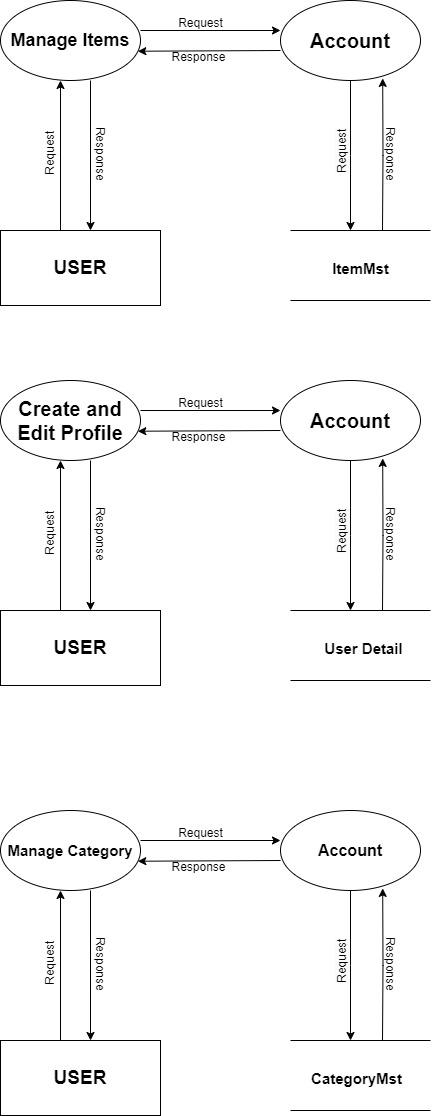 Request
Manage Items
Account
Response
Request
Response
Request
Response
USER
ItemMst
Request
Create and
Edit Profile
Account
Response
Request
Response
Request
Response
USER
User Detail
Request
Manage Category
Account
Response
Request
Response
Request
Response
USER
CategoryMst